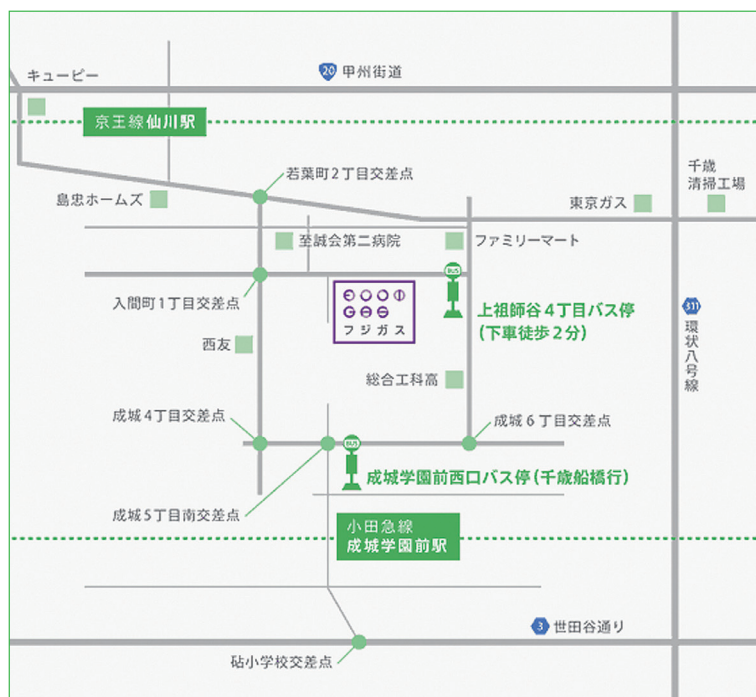 キューピー
20 甲州街道
京王線仙川駅
若葉町2丁目交差点
千歳
清掃工場
島忠ホームズ
東京ガス
至誠会第二病院
ファミリーマート
BUS
入間町1丁目交差点
上祖師谷4丁目バス停
(下車徒歩2分)
311
環状八号線
フジガス
西友
総合工科高
成城4丁目交差点
成城6丁目交差点
BUS
成城学園前西口バス停(千歳船橋行)
成城5丁目南交差点
小田急線
成城学園前駅
3 世田谷通り
砧小学校交差点